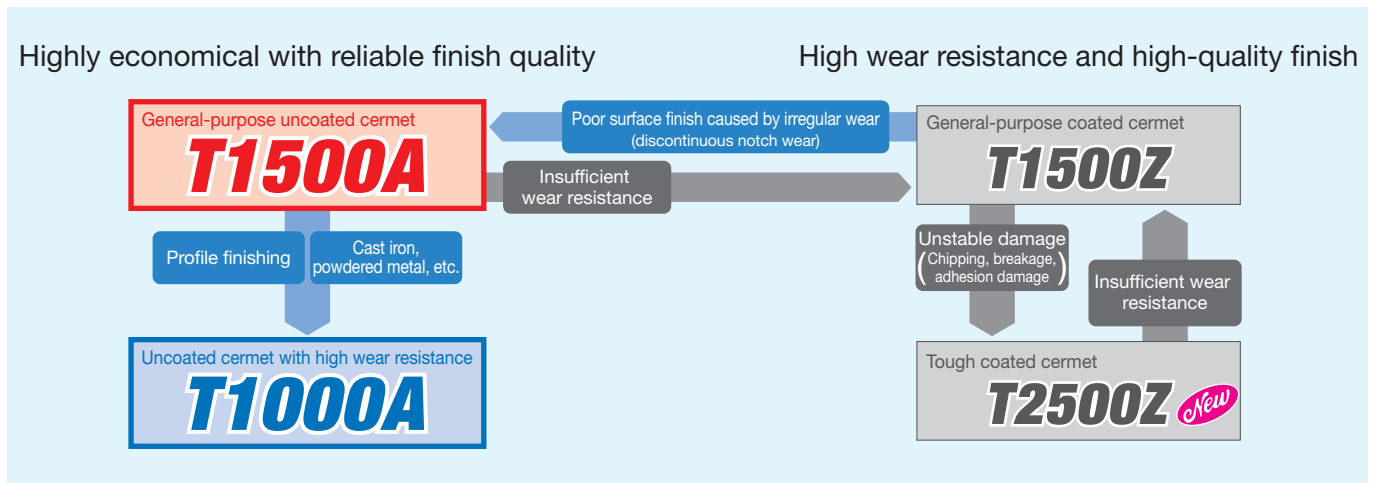 Highly economical with reliable finish quality
High wear resistance and high-quality finish
General-purpose uncoated cermet
T1500A
Poor surface finish caused by irregular wear
(discontinuous notch wear)
Insufficient
wear resistance
General-purpose coated cermet
T1500Z
Profile finishing
Cast iron,
powdered metal, etc.
Unstable damage
(Chipping, breakage,
adhesion damage)
Insufficient wear
resistance
Uncoated cermet with high wear resistance
T1000A
Tough coated cermet
T2500Z New